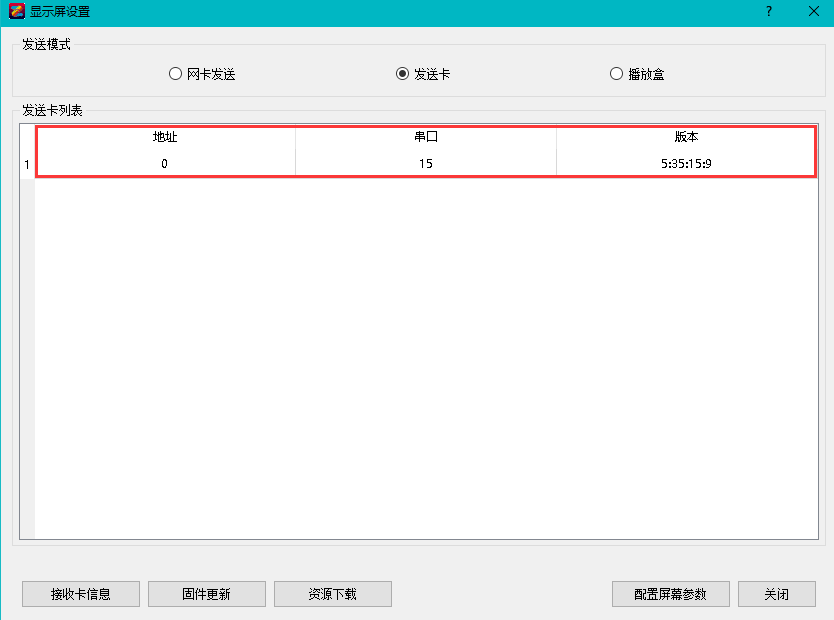 显示屏设置 ?
发送模式
网卡发送 发送卡 播放盒
发送卡列表
地址 串口 版本
1 0 15 5:35:15:9
接收卡信息 固件更新 资源下载 配置屏幕参数 关闭